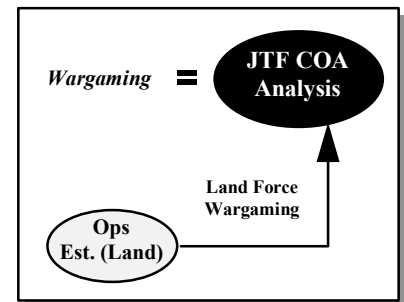 Wargaming =
JTF COA
Analysis
Land Force
Wargaming
Ops
Est. (Land)